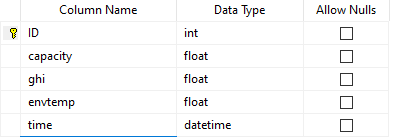 Column Name Data Type Allow Nulls
ID int
capacity float
ghi float
envtemp float
time datetime